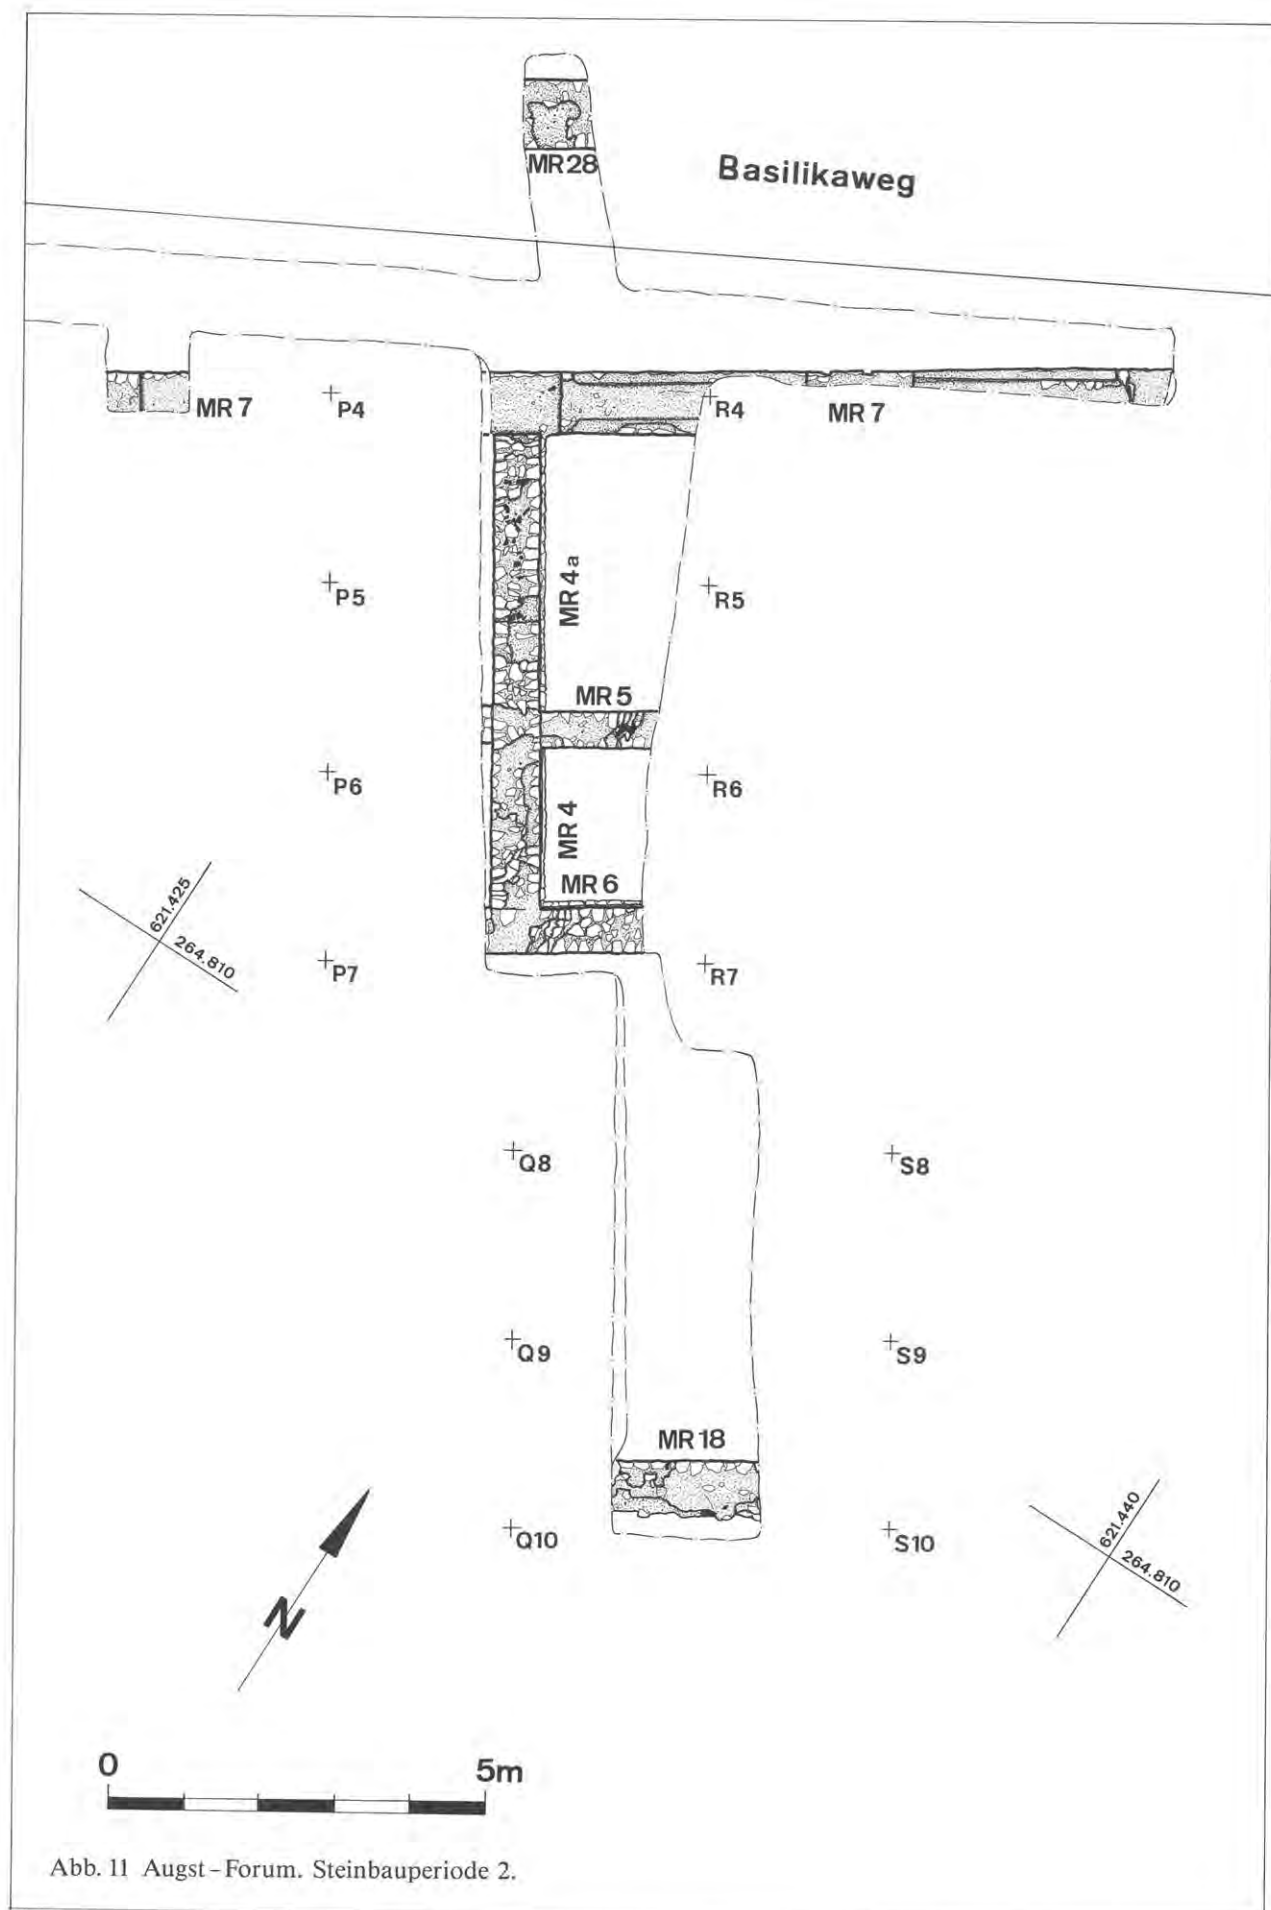 MR 28
Basilikaweg
MR 7
P4
R4
MR 7
MR 4a
P5
R5
MR 5
P6
R6
MR 4
MR 6
621.425
264.810
P7
R7
Q8
S8
Q9
S9
MR 18
Q10
S10
621.440
264.810
N
0 5m
Abb. 11 Augst–Forum. Steinbauperiode 2.